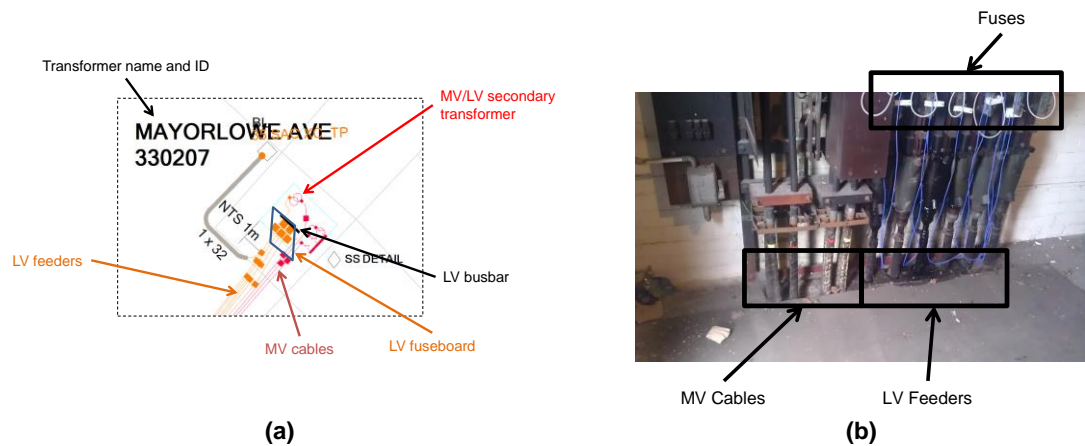 Transformer name and ID
MV/LV secondary
transformer
MAYORLOWE AVE
330207
NTS 1m
1 x 32
SS DETAIL
LV feeders
LV busbar
MV cables
LV fuseboard
(a)
Fuses
MV Cables
LV Feeders
(b)